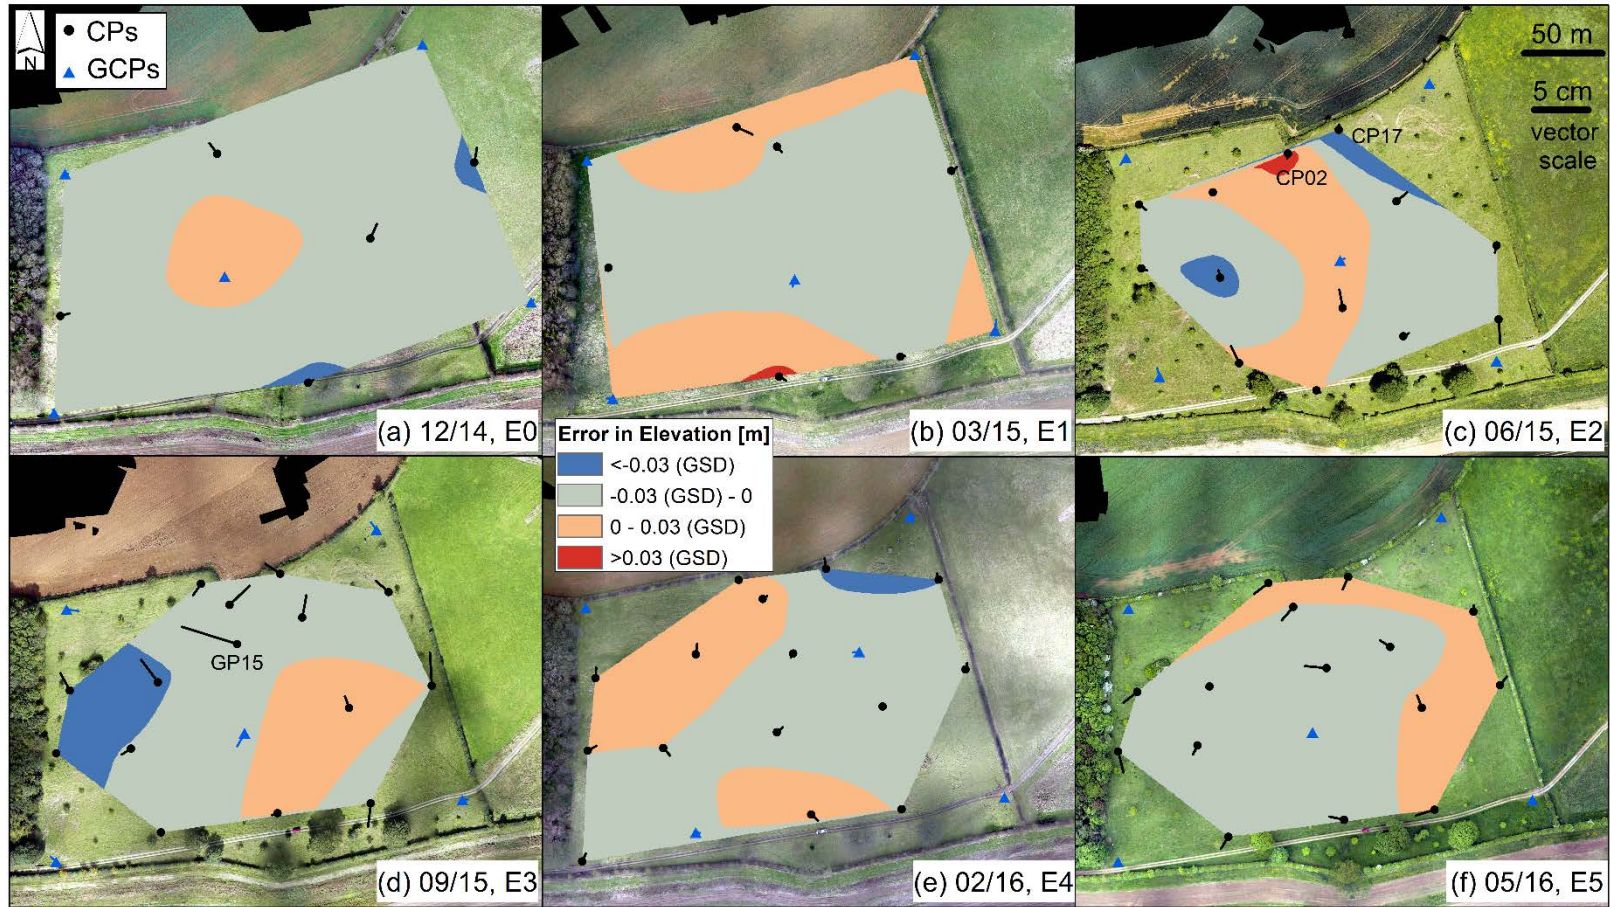 N
CPs
GCPs
50 m
5 cm
vector
scale
CP17
CP02
(a) 12/14, E0
(b) 03/15, E1
(c) 06/15, E2
Error in Elevation [m]
<-0.03 (GSD)
-0.03 (GSD) - 0
0 - 0.03 (GSD)
>0.03 (GSD)
GP15
(d) 09/15, E3
(e) 02/16, E4
(f) 05/16, E5